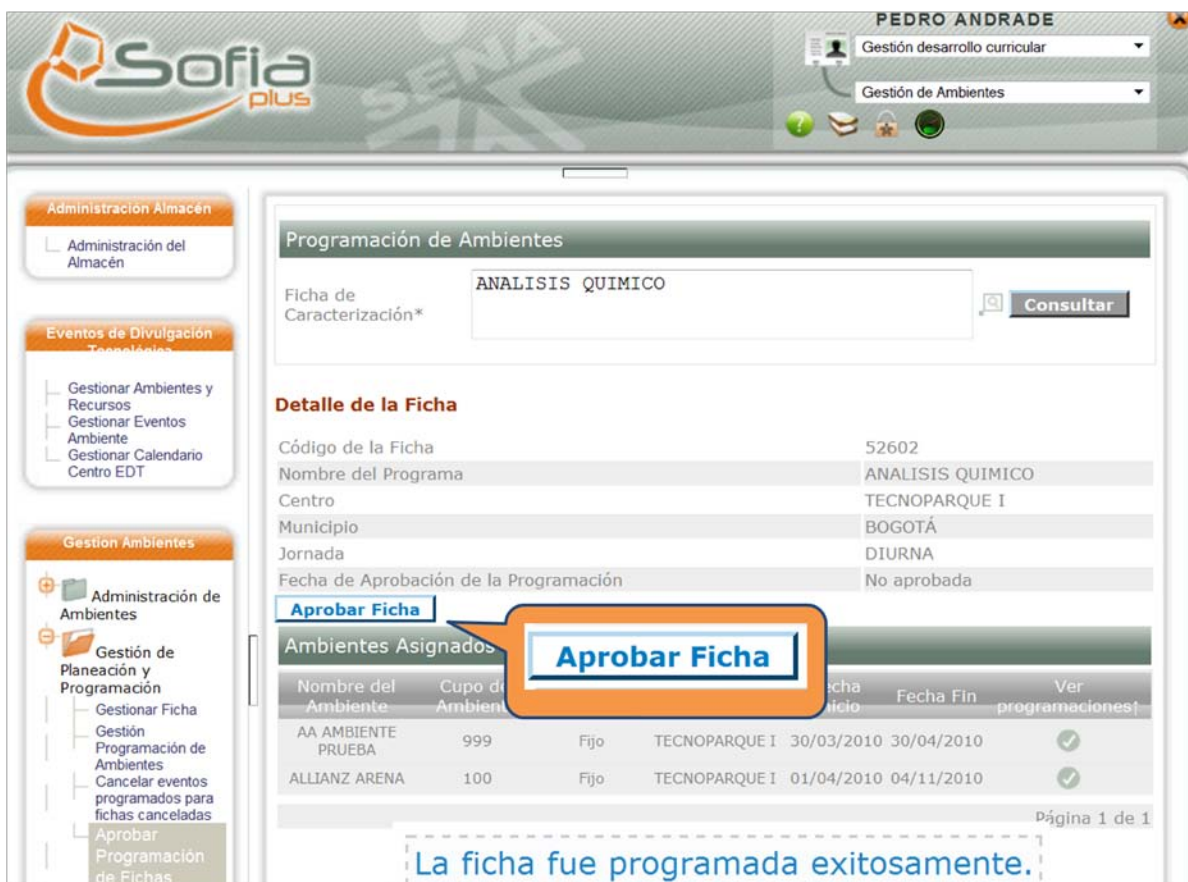 PEDRO ANDRADE
Sofia
plus
SENA
Gestión desarrollo curricular
Gestión de Ambientes
?
Administración Almacén
Administración del
Almacén
Eventos de Divulgación
Tecnológica
Gestionar Ambientes y
Recursos
Gestionar Eventos
Ambiente
Gestionar Calendario
Centro EDT
Gestion Ambientes
Administración de
Ambientes
Gestión de
Planeación y
Programación
Gestionar Ficha
Gestión
Programación de
Ambientes
Cancelar eventos
programados para
fichas canceladas
Aprobar
Programación
de Fichas
Programación de Ambientes
Ficha de
Caracterización*
ANALISIS QUIMICO
Consultar
Detalle de la Ficha
Código de la Ficha 52602
Nombre del Programa ANALISIS QUIMICO
Centro TECNOPARQUE I
Municipio BOGOTÁ
Jornada DIURNA
Fecha de Aprobación de la Programación No aprobada
Aprobar Ficha
Aprobar Ficha
Ambientes Asignados
Nombre del Ambiente Cupo Fecha Fin Ver programaciones↑
AA AMBIENTE PRUEBA 999 Fijo TECNOPARQUE I 30/03/2010 30/04/2010
ALLIANZ ARENA 100 Fijo TECNOPARQUE I 01/04/2010 04/11/2010
Página 1 de 1
La ficha fue programada exitosamente.